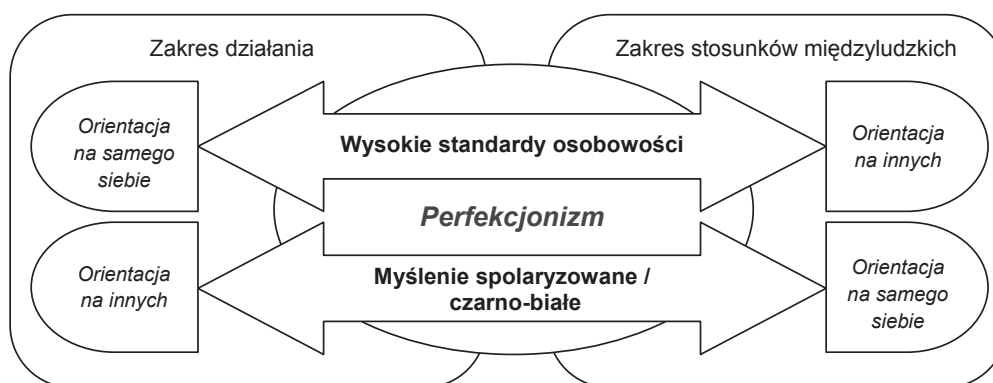 Zakres działania
Zakres stosunków międzyludzkich
Orientacja
na samego
siebie
Wysokie standardy osobowości
Orientacja
na innych
Perfekcjonizm
Orientacja
na innych
Myślenie spolaryzowane /
czarno-białe
Orientacja
na samego
siebie